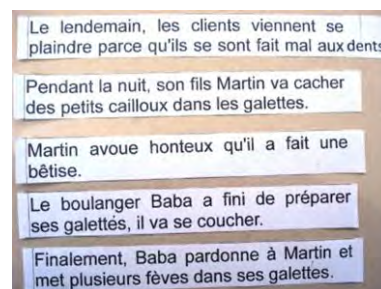 Le lendemain, les clients viennent se
plaindre parce qu'ils se sont fait mal aux dents
Pendant la nuit, son fils Martin va cacher
des petits cailloux dans les galettes.
Martin avoue honteux qu'il a fait une
bêtise.
Le boulanger Baba a fini de préparer
ses galettes, il va se coucher.
Finalement, Baba pardonne à Martin et
met plusieurs fèves dans ses galettes.